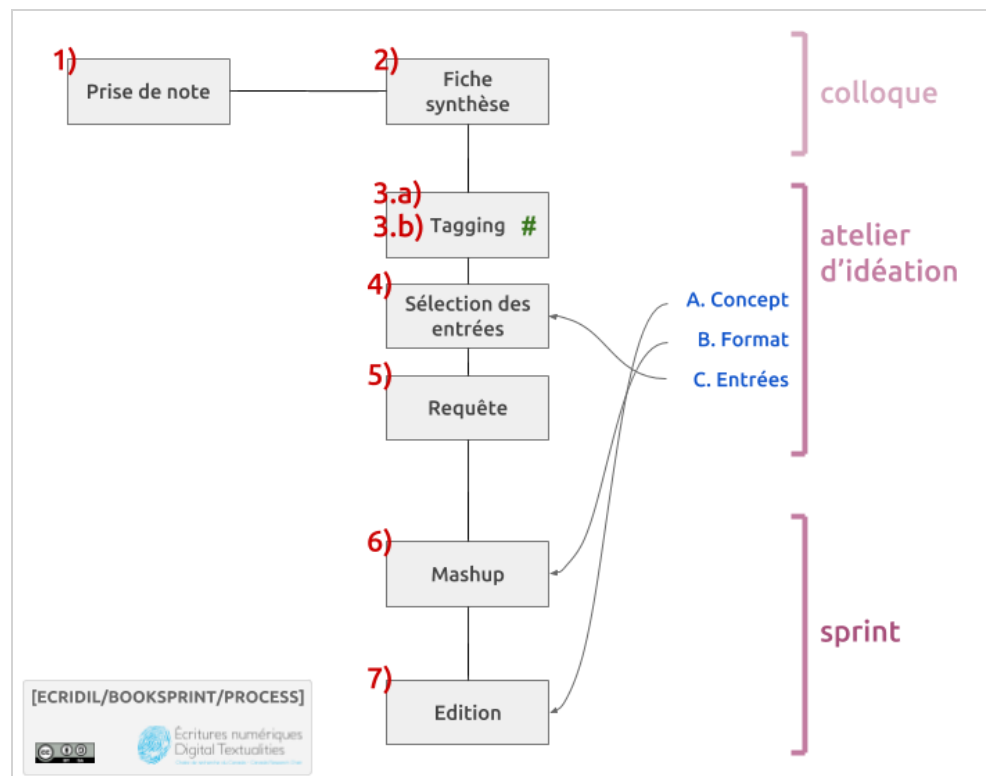 1)
Prise de note
2)
Fiche
synthèse
colloque
3.a)
3.b) Tagging #
atelier
d'idéation
4)
Sélection des
entrées
A. Concept
B. Format
C. Entrées
5)
Requête
6)
Mashup
sprint
7)
Edition
[ECRIDIL/BOOKSPRINT/PROCESS]
Écritures numériques
Digital Textualities